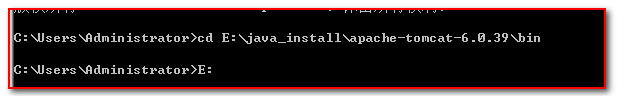 C:\Users\Administrator>cd E:\java_install\apache-tomcat-6.0.39\bin
C:\Users\Administrator>E: